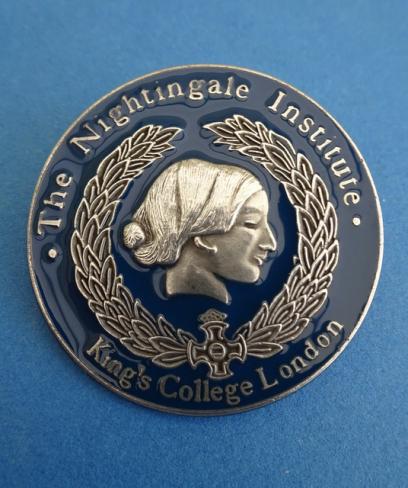 The Nightingale Institute
King's College London